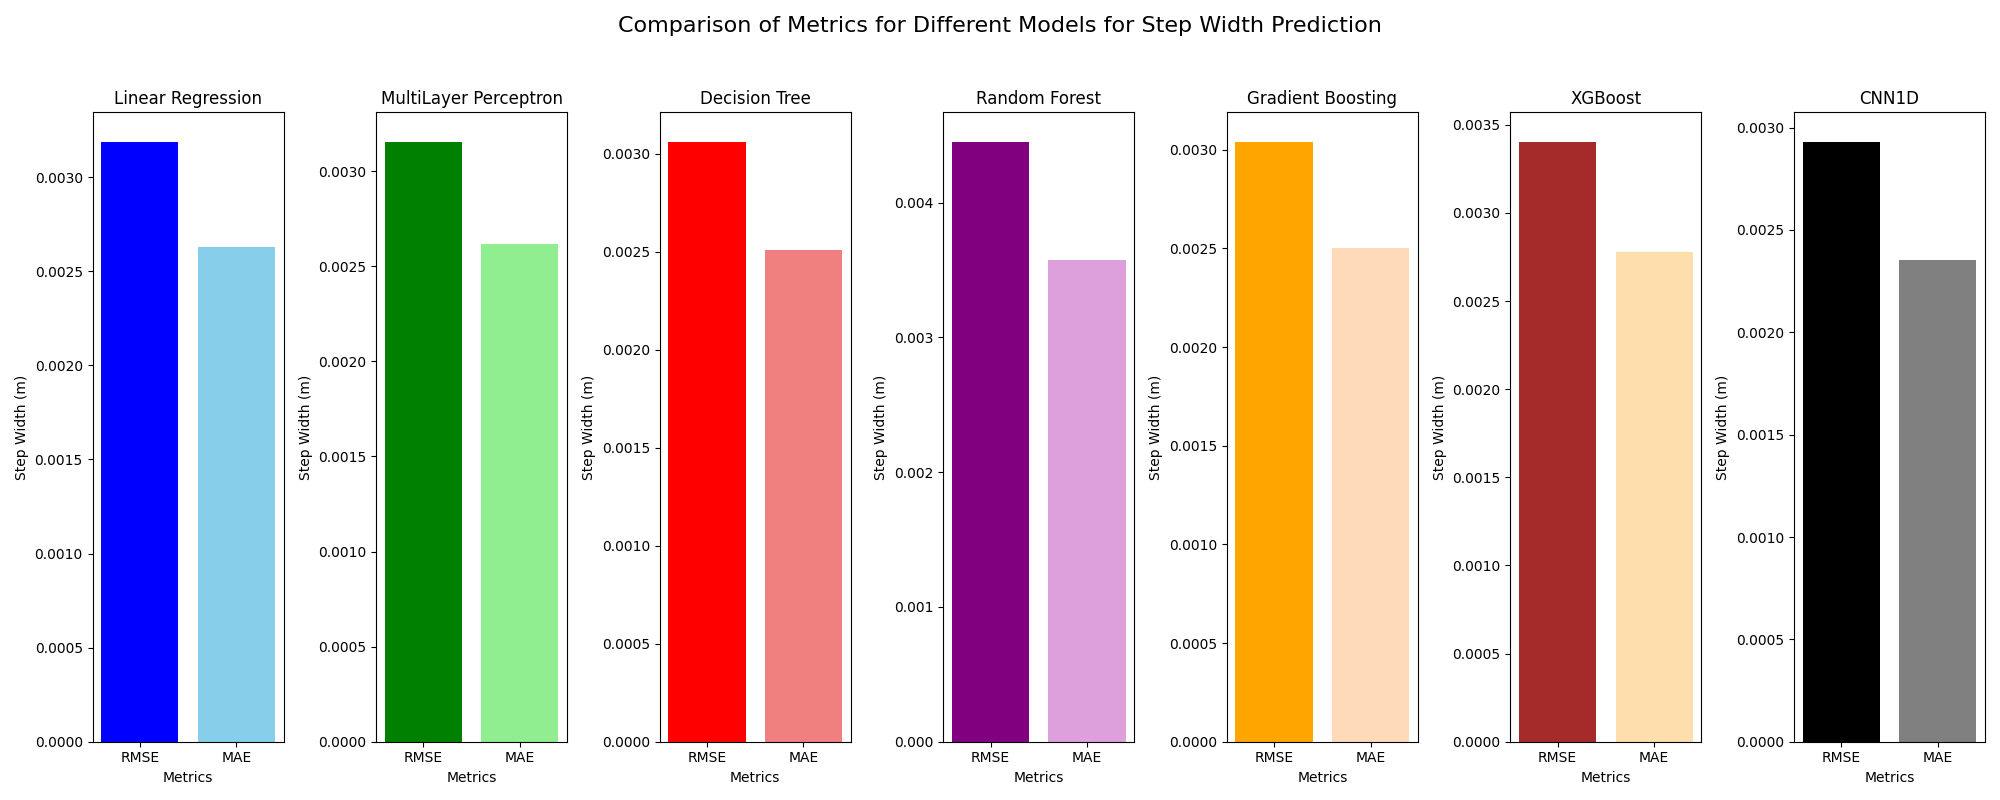 Comparison of Metrics for Different Models for Step Width Prediction
Linear Regression
Step Width (m)
0.0030
0.0025
0.0020
0.0015
0.0010
0.0005
0.0000
RMSE MAE
Metrics
MultiLayer Perceptron
Step Width (m)
0.0030
0.0025
0.0020
0.0015
0.0010
0.0005
0.0000
RMSE MAE
Metrics
Decision Tree
Step Width (m)
0.0030
0.0025
0.0020
0.0015
0.0010
0.0005
0.0000
RMSE MAE
Metrics
Random Forest
Step Width (m)
0.004
0.003
0.002
0.001
0.000
RMSE MAE
Metrics
Gradient Boosting
Step Width (m)
0.0030
0.0025
0.0020
0.0015
0.0010
0.0005
0.0000
RMSE MAE
Metrics
XGBoost
Step Width (m)
0.0035
0.0030
0.0025
0.0020
0.0015
0.0010
0.0005
0.0000
RMSE MAE
Metrics
CNN1D
Step Width (m)
0.0030
0.0025
0.0020
0.0015
0.0010
0.0005
0.0000
RMSE MAE
Metrics